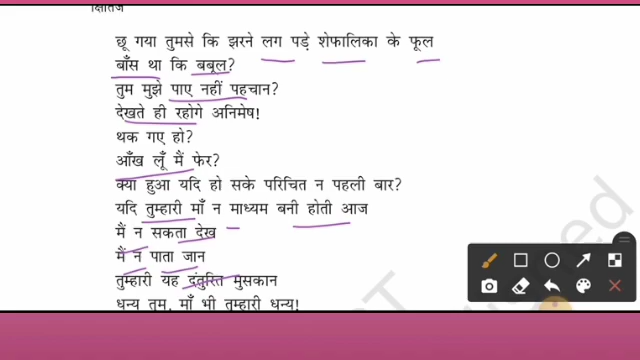 क्षितिज
छू गया तुमसे कि झरने लग पड़े शेफालिका के फूल
बाँस था कि बबूल?
तुम मुझे पाए नहीं पहचान?
देखते ही रहोगे अनिमेष!
थक गए हो?
आँख लूँ मैं फेर?
क्या हुआ यदि हो सके परिचित न पहली बार?
यदि तुम्हारी माँ न माध्यम बनी होती आज
मैं न सकता देख
मैं न पाता जान
तुम्हारी यह दंतुरित मुसकान
धन्य तुम, माँ भी तुम्हारी धन्य!